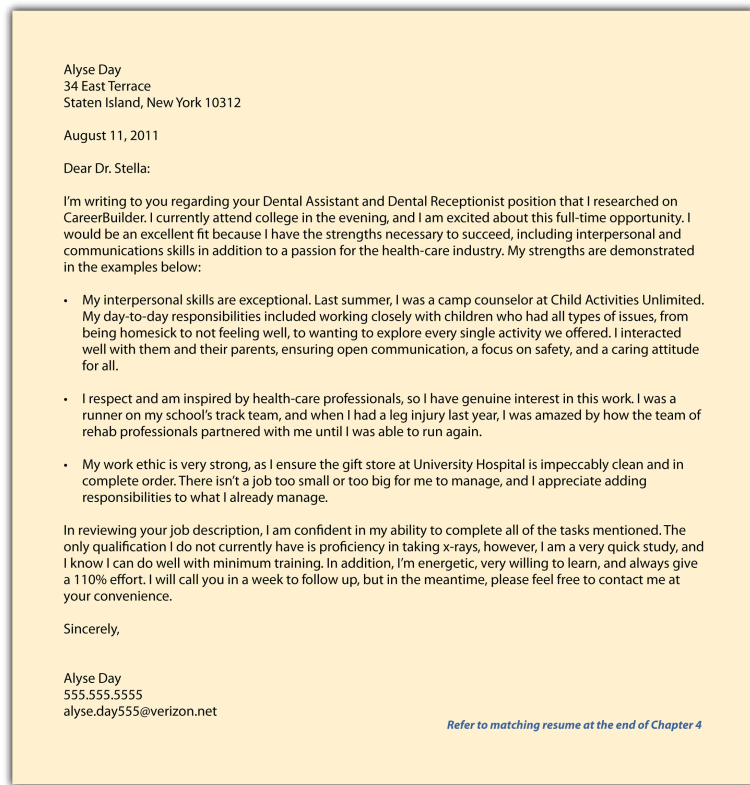 Alyse Day
34 East Terrace
Staten Island, New York 10312
August 11, 2011
Dear Dr. Stella:
I'm writing to you regarding your Dental Assistant and Dental Receptionist position that I researched on
CareerBuilder. I currently attend college in the evening, and I am excited about this full-time opportunity. I
would be an excellent fit because I have the strengths necessary to succeed, including interpersonal and
communications skills in addition to a passion for the health-care industry. My strengths are demonstrated
in the examples below:
• My interpersonal skills are exceptional. Last summer, I was a camp counselor at Child Activities Unlimited.
My day-to-day responsibilities included working closely with children who had all types of issues, from
being homesick to not feeling well, to wanting to explore every single activity we offered. I interacted
well with them and their parents, ensuring open communication, a focus on safety, and a caring attitude
for all.
• I respect and am inspired by health-care professionals, so I have genuine interest in this work. I was a
runner on my school's track team, and when I had a leg injury last year, I was amazed by how the team of
rehab professionals partnered with me until I was able to run again.
• My work ethic is very strong, as I ensure the gift store at University Hospital is impeccably clean and in
complete order. There isn't a job too small or too big for me to manage, and I appreciate adding
responsibilities to what I already manage.
In reviewing your job description, I am confident in my ability to complete all of the tasks mentioned. The
only qualification I do not currently have is proficiency in taking x-rays, however, I am a very quick study, and
I know I can do well with minimum training. In addition, I'm energetic, very willing to learn, and always give
a 110% effort. I will call you in a week to follow up, but in the meantime, please feel free to contact me at
your convenience.
Sincerely,
Alyse Day
555.555.5555
alyse.day555@verizon.net
Refer to matching resume at the end of Chapter 4